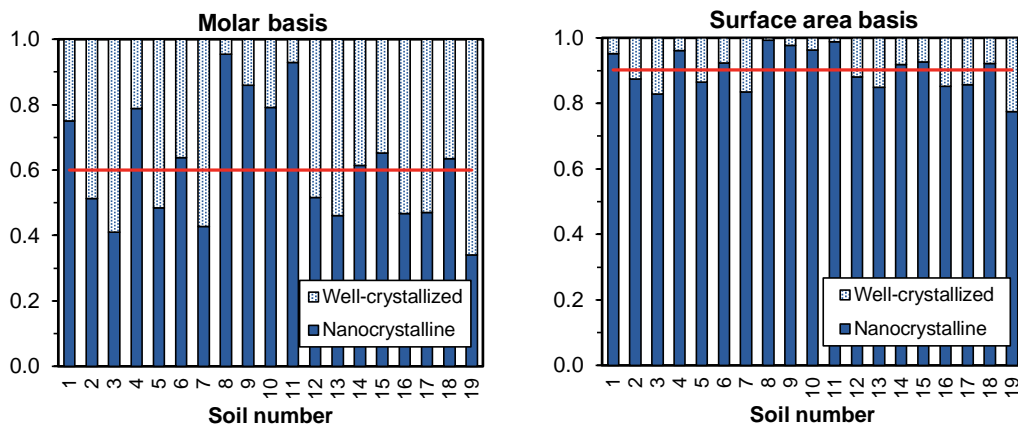 Molar basis
1.0
0.8
0.6
0.4
0.2
0.0
Well-crystallized
Nanocrystalline
1 2 3 4 5 6 7 8 9 10 11 12 13 14 15 16 17 18 19
Soil number
Surface area basis
1.0
0.8
0.6
0.4
0.2
0.0
Well-crystallized
Nanocrystalline
1 2 3 4 5 6 7 8 9 10 11 12 13 14 15 16 17 18 19
Soil number